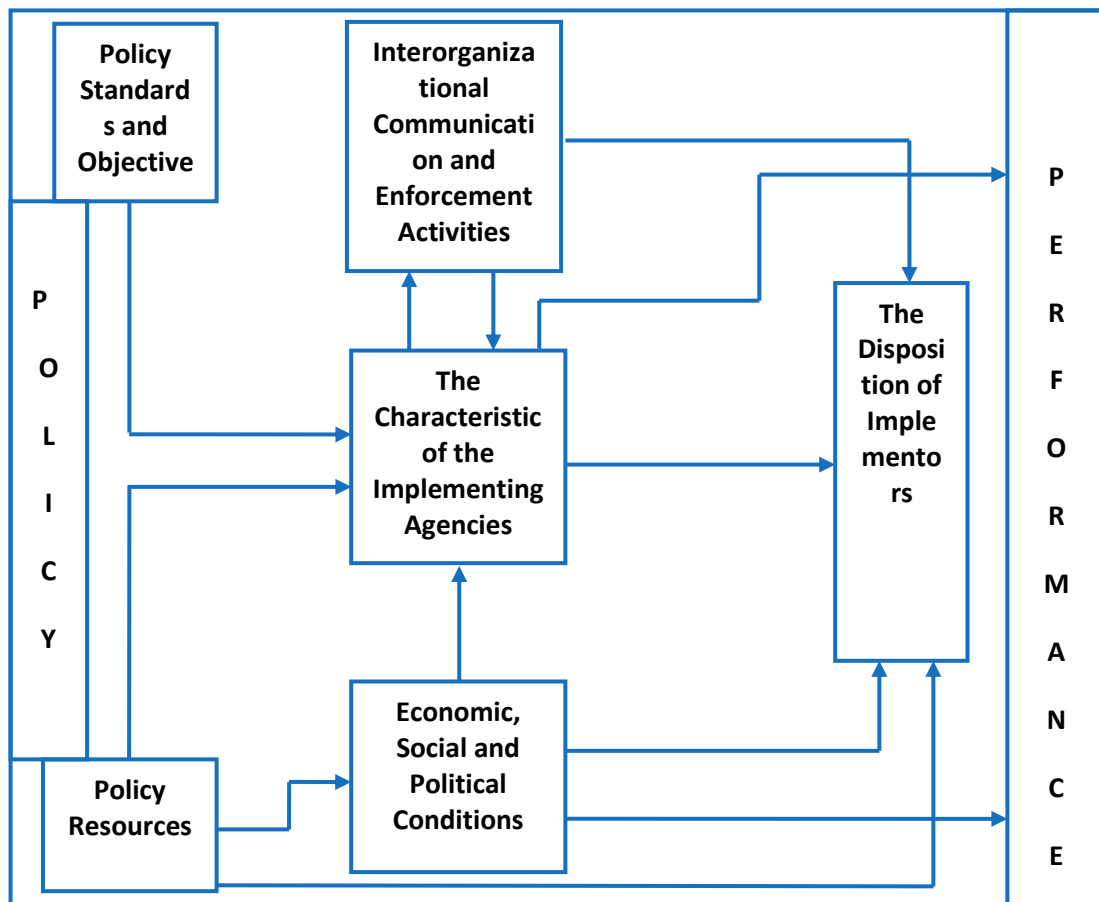 Policy
Standard
s and
Objective
Interorganiza
tional
Communicati
on and
Enforcement
Activities
P
O
L
I
C
Y
The
Characteristic
of the
Implementing
Agencies
The
Disposi
tion of
Imple
mento
rs
P
E
R
F
O
R
M
A
N
C
E
Policy
Resources
Economic,
Social and
Political
Conditions